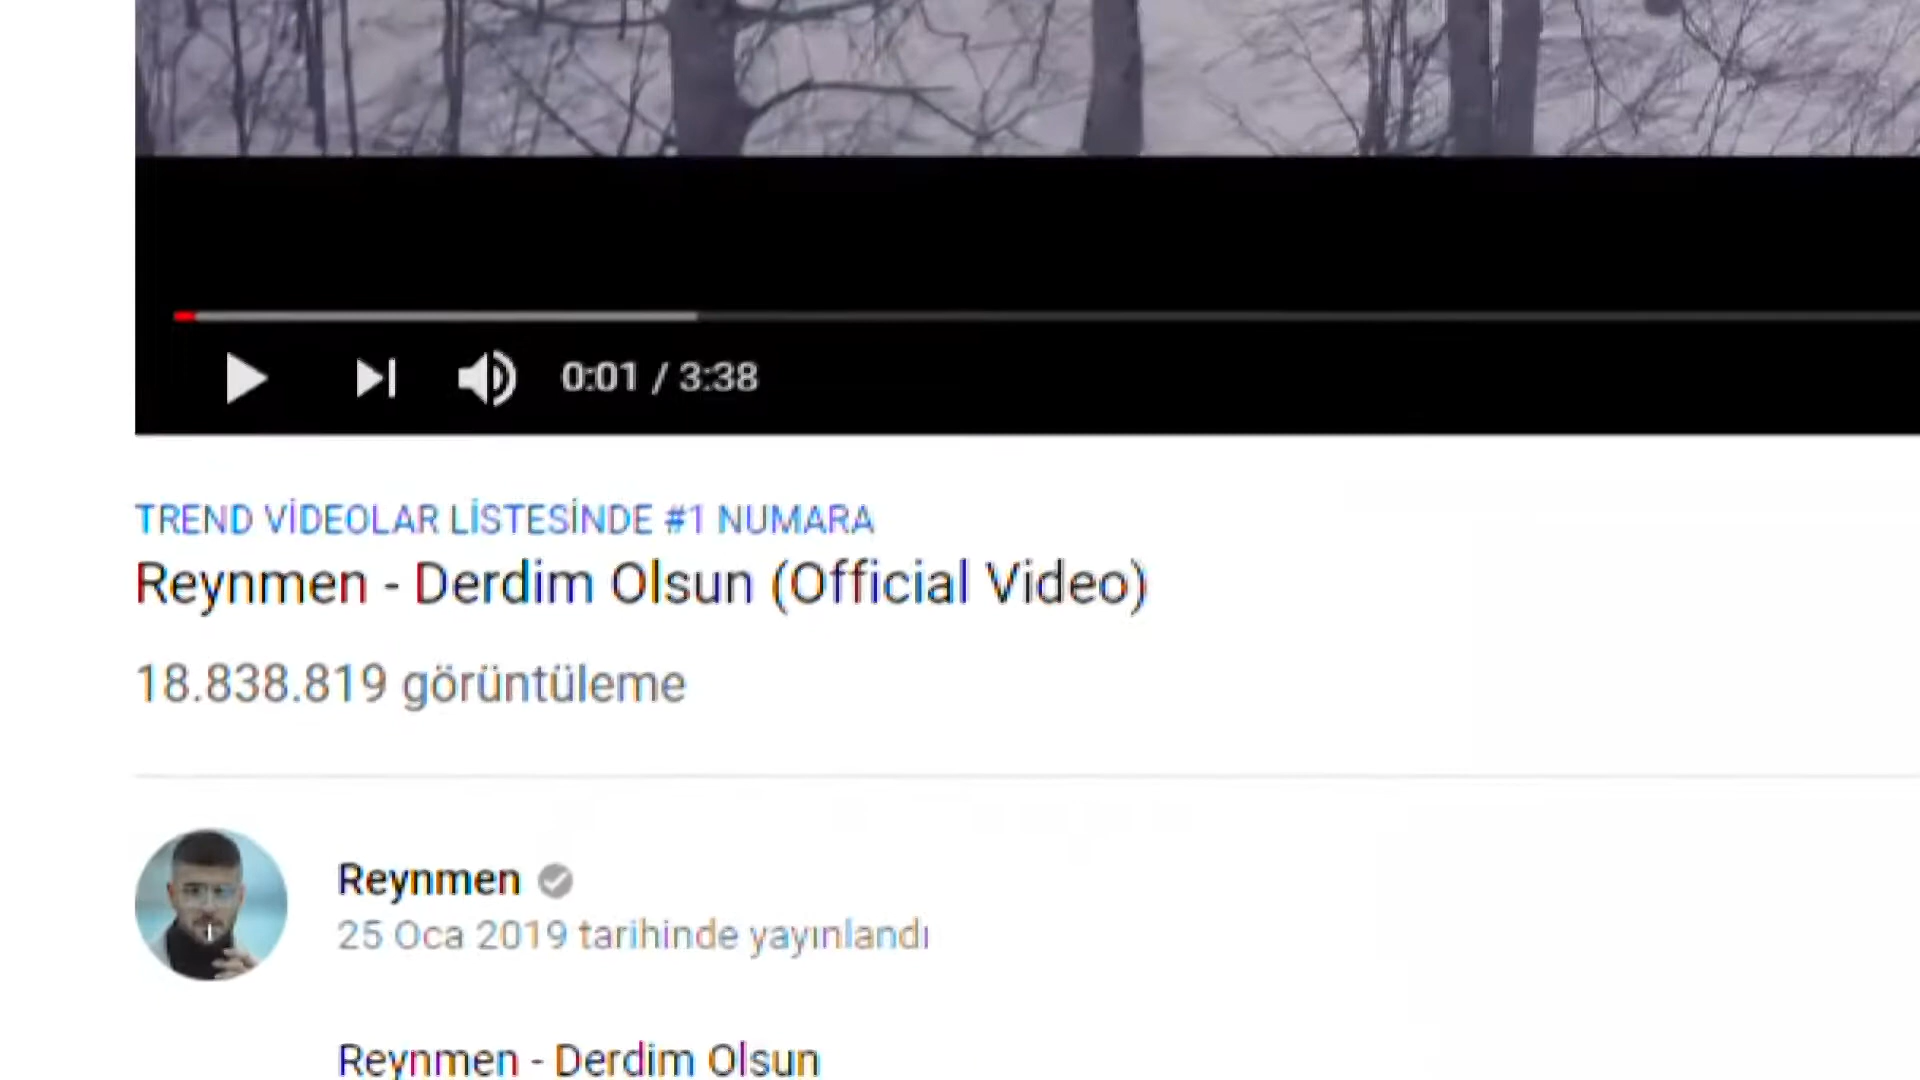 0:01 / 3:38
TREND VİDEOLAR LİSTESİNDE #1 NUMARA
Reynmen - Derdim Olsun (Official Video)
18.838.819 görüntüleme
Reynmen
25 Oca 2019 tarihinde yayınlandı
Reynmen - Derdim Olsun